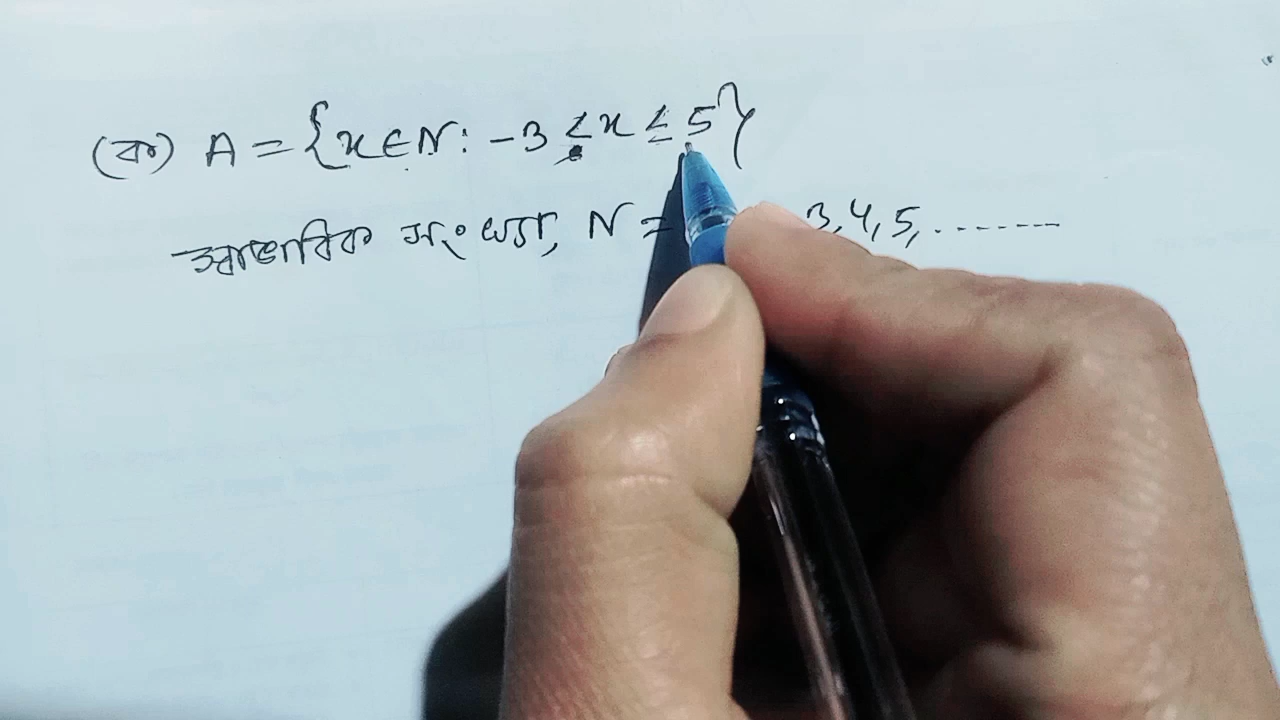 (ক) A = {x∈N: -3 ≤ x ≤ 5}
স্বাভাবিক সংখ্যা, N = 3, 4, 5, .......